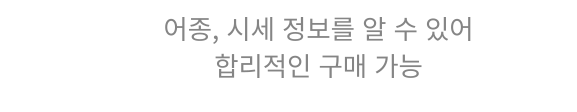 어종, 시세 정보를 알 수 있어
합리적인 구매 가능